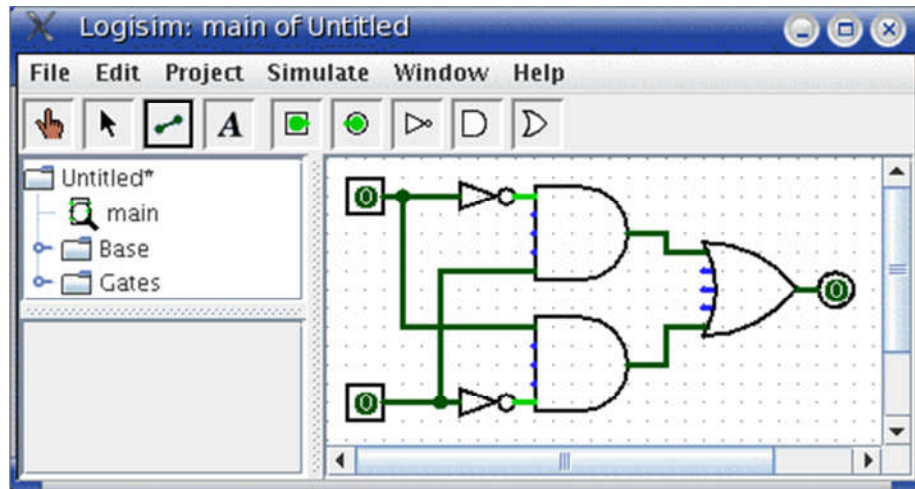 Logisim: main of Untitled
File Edit Project Simulate Window Help
A
Untitled*
main
Base
Gates
0
0
0